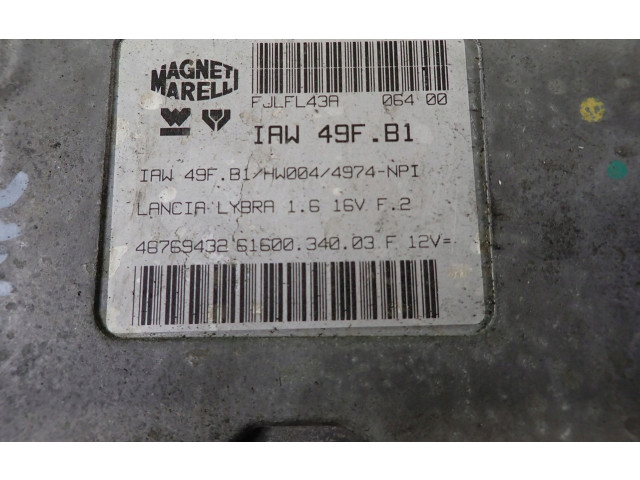 MAGNETI
MARELLI
FJLFL43A 064 00
IAW 49F.B1
IAW 49F.B1/HW004/4974-NPI
LANCIA LYBRA 1.6 16V F.2
48769432 61600.340.03 F 12V=